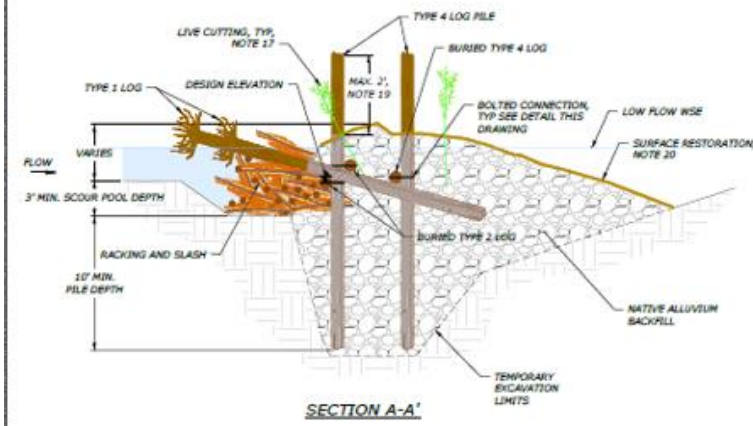 TYPE 4 LOG PILE
LIVE CUTTING, TYP,
NOTE 17
BURIED TYPE 4 LOG
TYPE 1 LOG
DESIGN ELEVATION
MAX. 2',
NOTE 19
BOLTED CONNECTION,
TYP SEE DETAIL THIS
DRAWING
LOW FLOW WSE
VARIES
SURFACE RESTORATION,
NOTE 20
FLOW
3' MIN. SCOUR POOL DEPTH
BURIED TYPE 2 LOG
RACKING AND SLASH
10' MIN.
PILE DEPTH
NATIVE ALLUVIUM
BACKFILL
TEMPORARY
EXCAVATION
LIMITS
SECTION A-A'